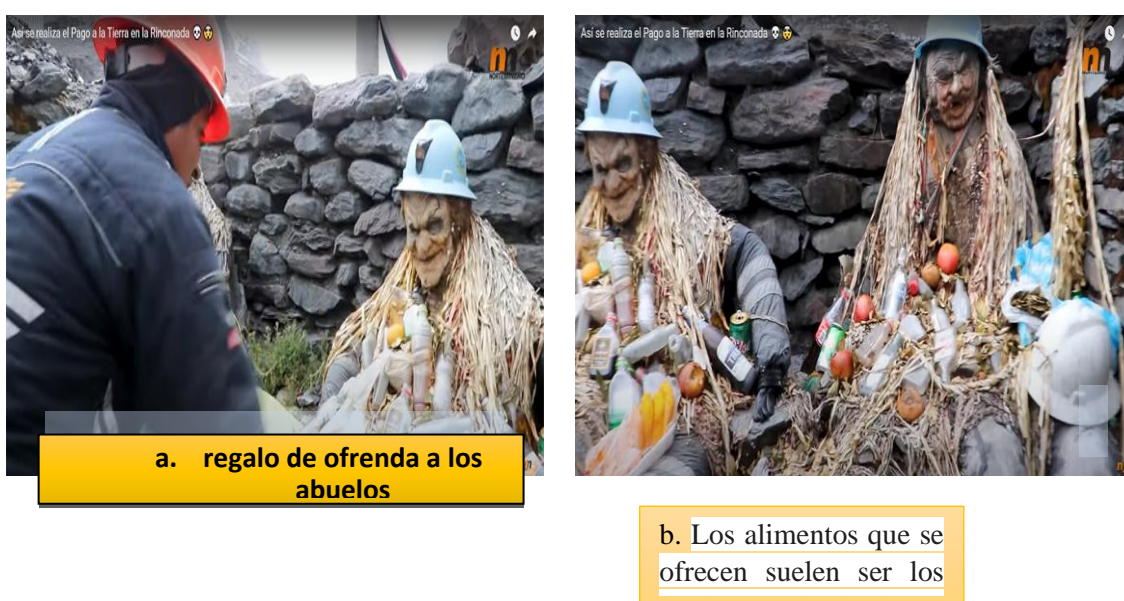 Así se realiza el Pago a la Tierra en la Rinconada 💀👷
Así se realiza el Pago a la Tierra en la Rinconada 💀👷
a. regalo de ofrenda a los
abuelos
b. Los alimentos que se
ofrecen suelen ser los